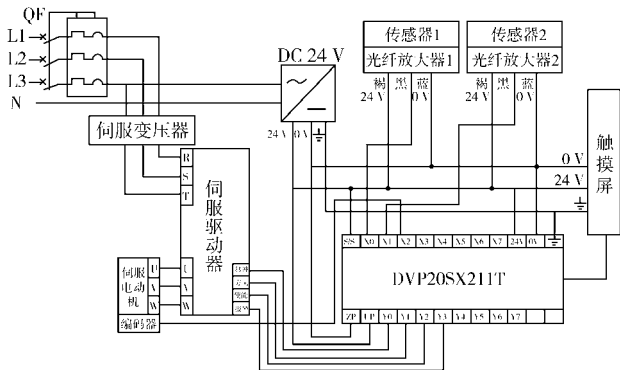 QF
L1
L2
L3
N
DC 24 V
24 V 0 V
传感器1
光纤放大器1
褐 黑 蓝
24 V 0 V
传感器2
光纤放大器2
褐 黑 蓝
24 V 0 V
触摸屏
0 V
24 V
伺服变压器
R
S
T
伺服驱动器
伺服电动机
U
V
W
U
V
W
编码器
S/S X0 X1 X2 X3 X4 X5 X6 X7 24V 0V
DVP20SX211T
ZP UP Y0 Y1 Y2 Y3 Y4 Y5 Y6 Y7